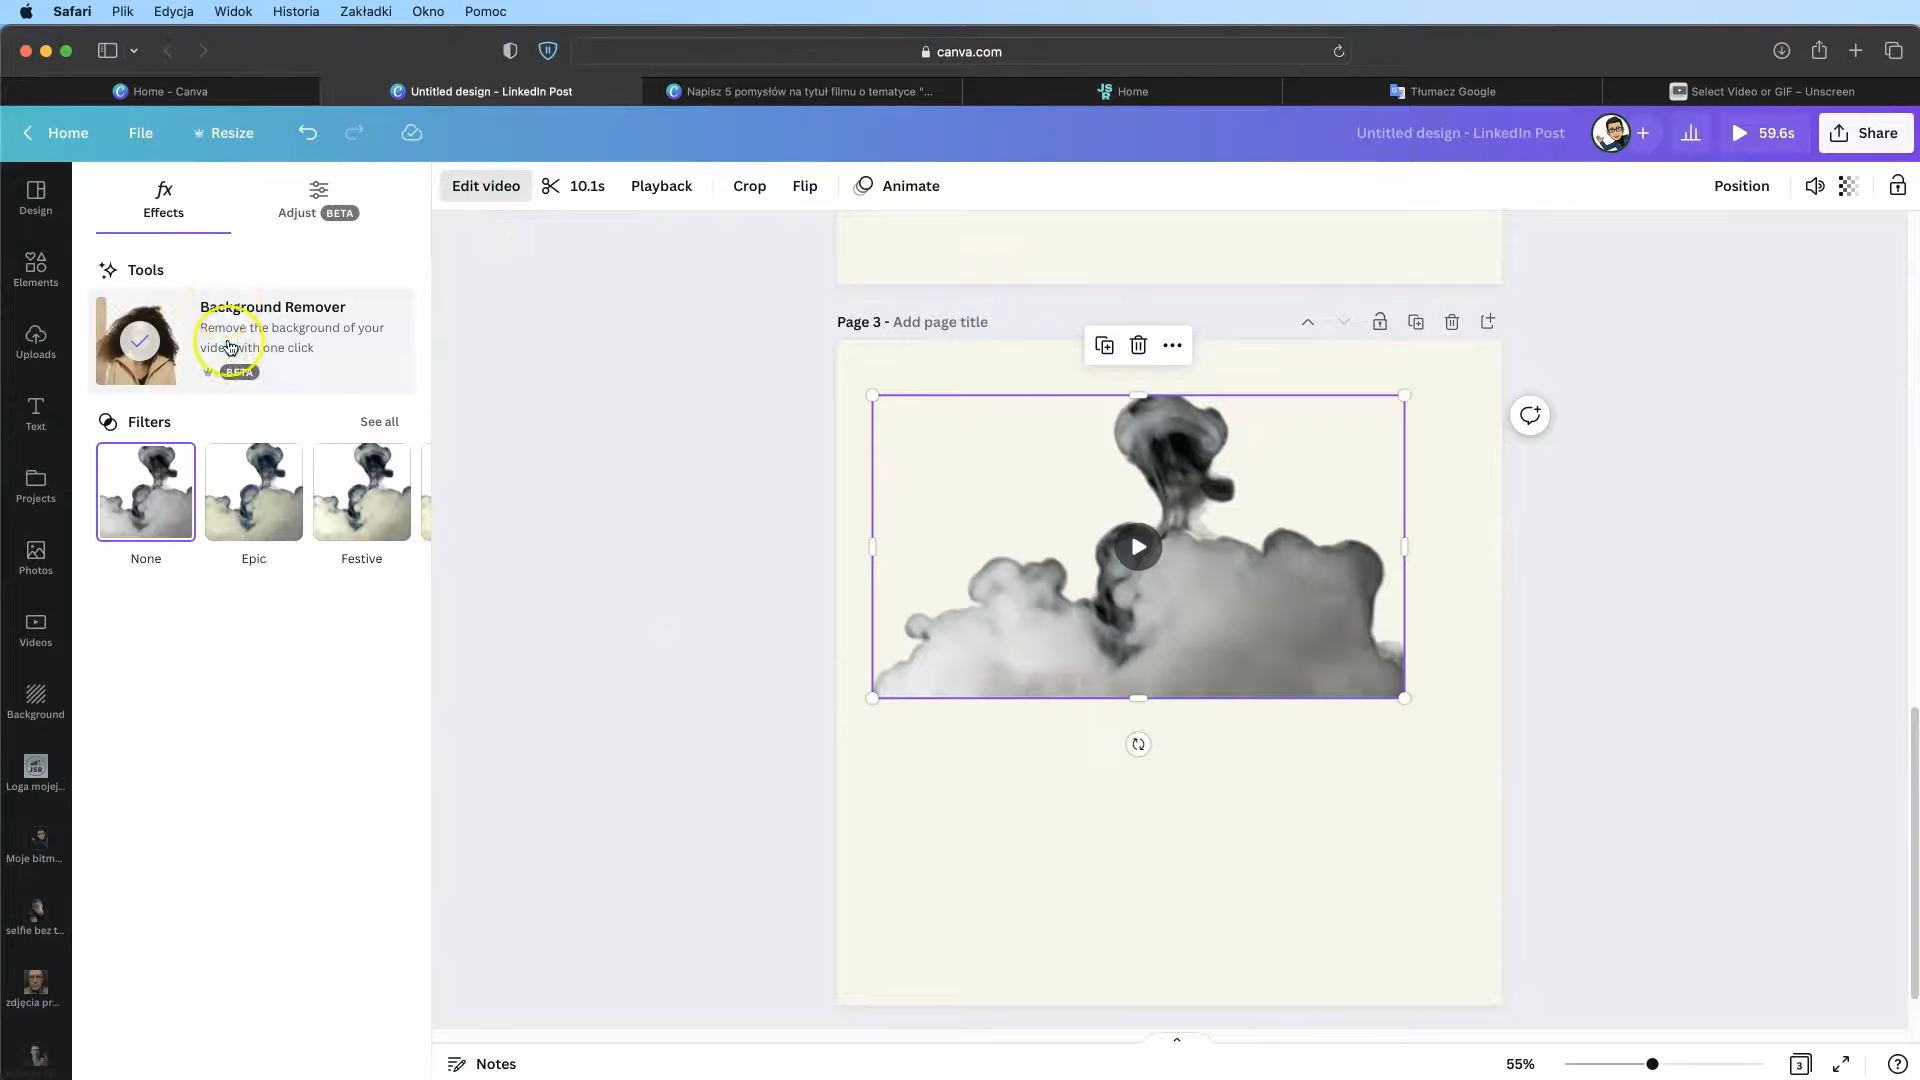 Safari Plik Edycja Widok Historia Zakładki Okno Pomoc
canva.com
Home - Canva
Untitled design - LinkedIn Post
Napisz 5 pomysłów na tytuł filmu o tematyce "...
JS R Home
Tłumacz Google
Select Video or GIF – Unscreen
Home File Resize
Untitled design - LinkedIn Post
59.6s
Share
Design
Elements
Uploads
Text
Projects
Photos
Videos
Background
JSR
Loga mojej...
Moje bitm...
selfie bez t...
zdjęcia pr...
fx
Effects
Adjust BETA
Tools
Background Remover
Remove the background of your
video with one click
BETA
Filters See all
None Epic Festive
Edit video 10.1s Playback Crop Flip Animate
Position
Page 3 - Add page title
Notes
55%
3
?